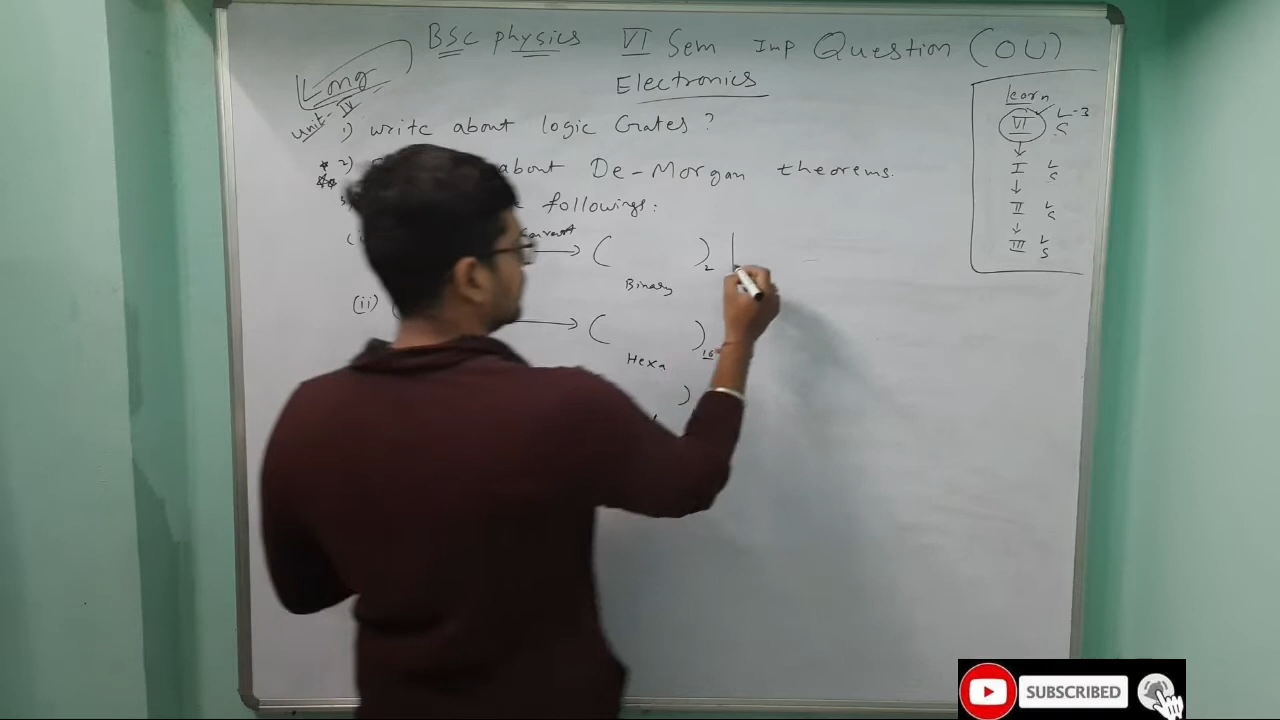 BSc physics VI Sem Imp Question (OU)
Electronics
Long
Unit-IV
1) write about logic Gates ?
2) about De-Morgan theorems.
followings:
convert
( )2
Binary
(ii)
( )16
Hexa
)
learn
VI L-3
S
I L
S
II L
S
III L
S
SUBSCRIBED